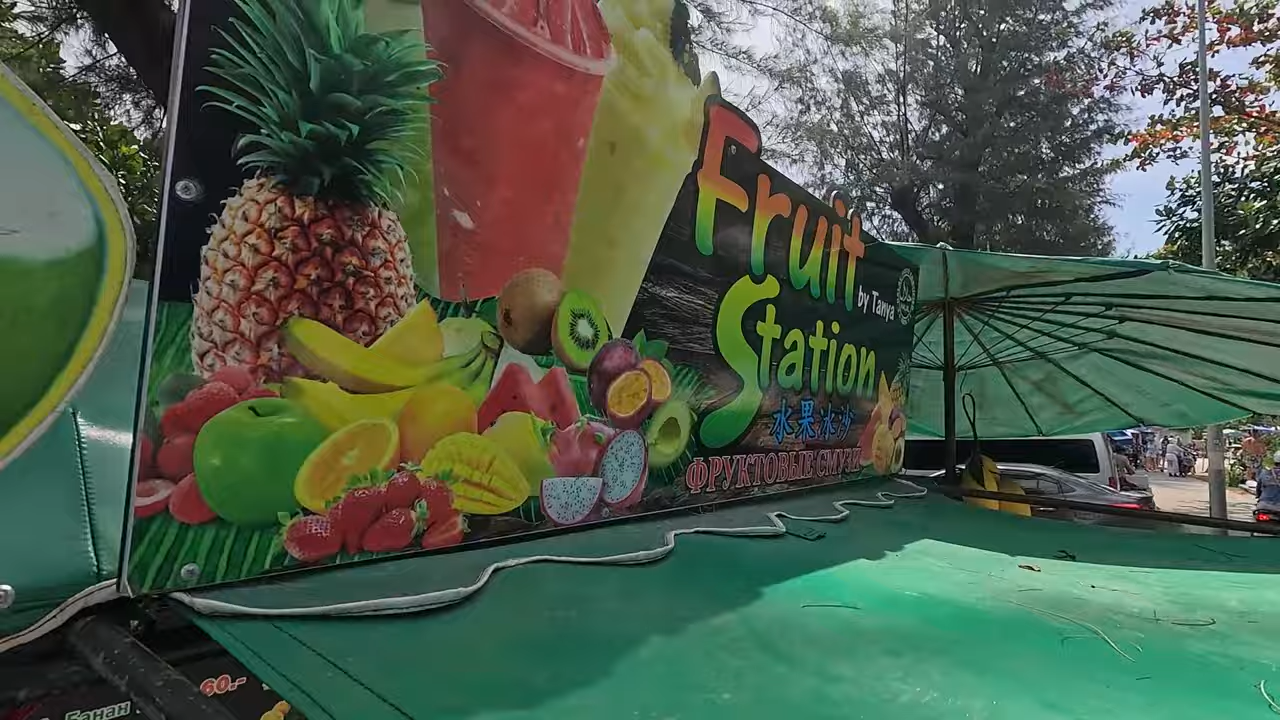 Fruit
by Tanya
Station
水果冰沙
ФРУКТОВЫЕ СМУЗИ
60.-
Банан